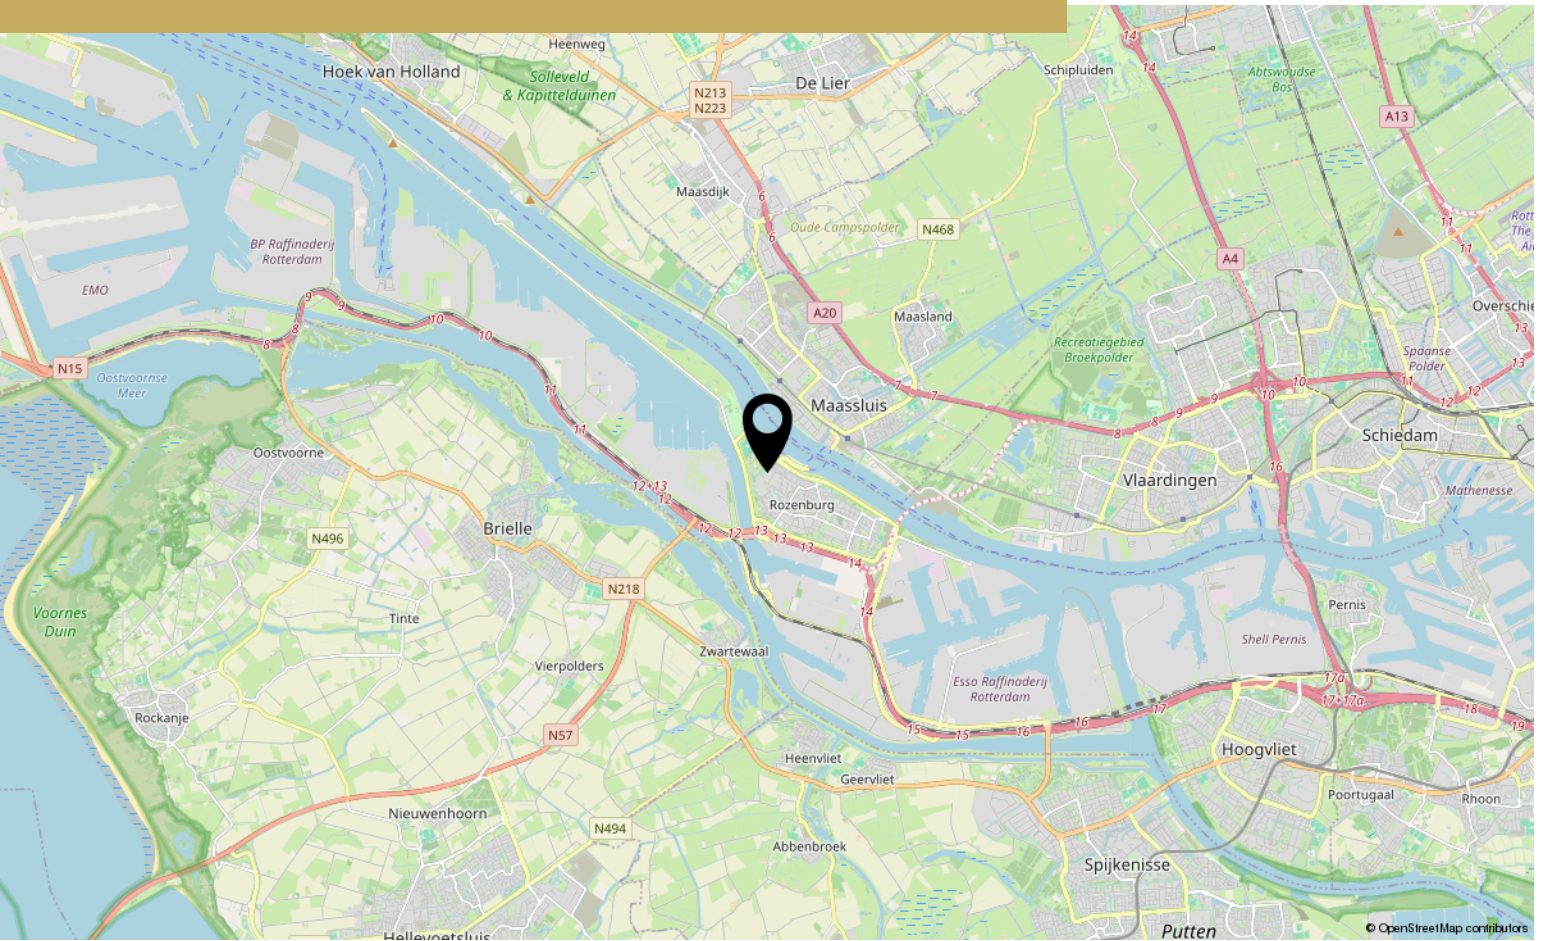 Heenweg
14
Hoek van Holland
Solleveld
& Kapittelduinen
De Lier
Schipluiden
14
Abtswoudse
Bos
N213
N223
A13
Maasdijk
6
Oude Campspolder
N468
6
11
11
BP Raffinaderij
Rotterdam
A4
EMO
9
9
A20
Maasland
Overschie
10
8
10
13
8
Recreatiegebied
Broekpolder
Spaanse
Polder
13
N15
Oostvoornse
Meer
7
7
10
11
12
11
9
9
10
12
8
8
Maassluis
11
Schiedam
Oostvoorne
16
Vlaardingen
12+13
12
Mathenesse
Rozenburg
Brielle
12
12
13
13
13
N496
14
N218
Voornes
Duin
Tinte
14
Pernis
Shell Pernis
Zwartewaal
Vierpolders
Esso Raffinaderij
Rotterdam
17a
17+17a
Rockanje
17
18
16
19
15
15
16
N57
Hoogvliet
Heenvliet
Geervliet
Nieuwenhoorn
Poortugaal
Rhoon
N494
Abbenbroek
Spijkenisse
Hellevoetsluis
Putten
© OpenStreetMap contributors